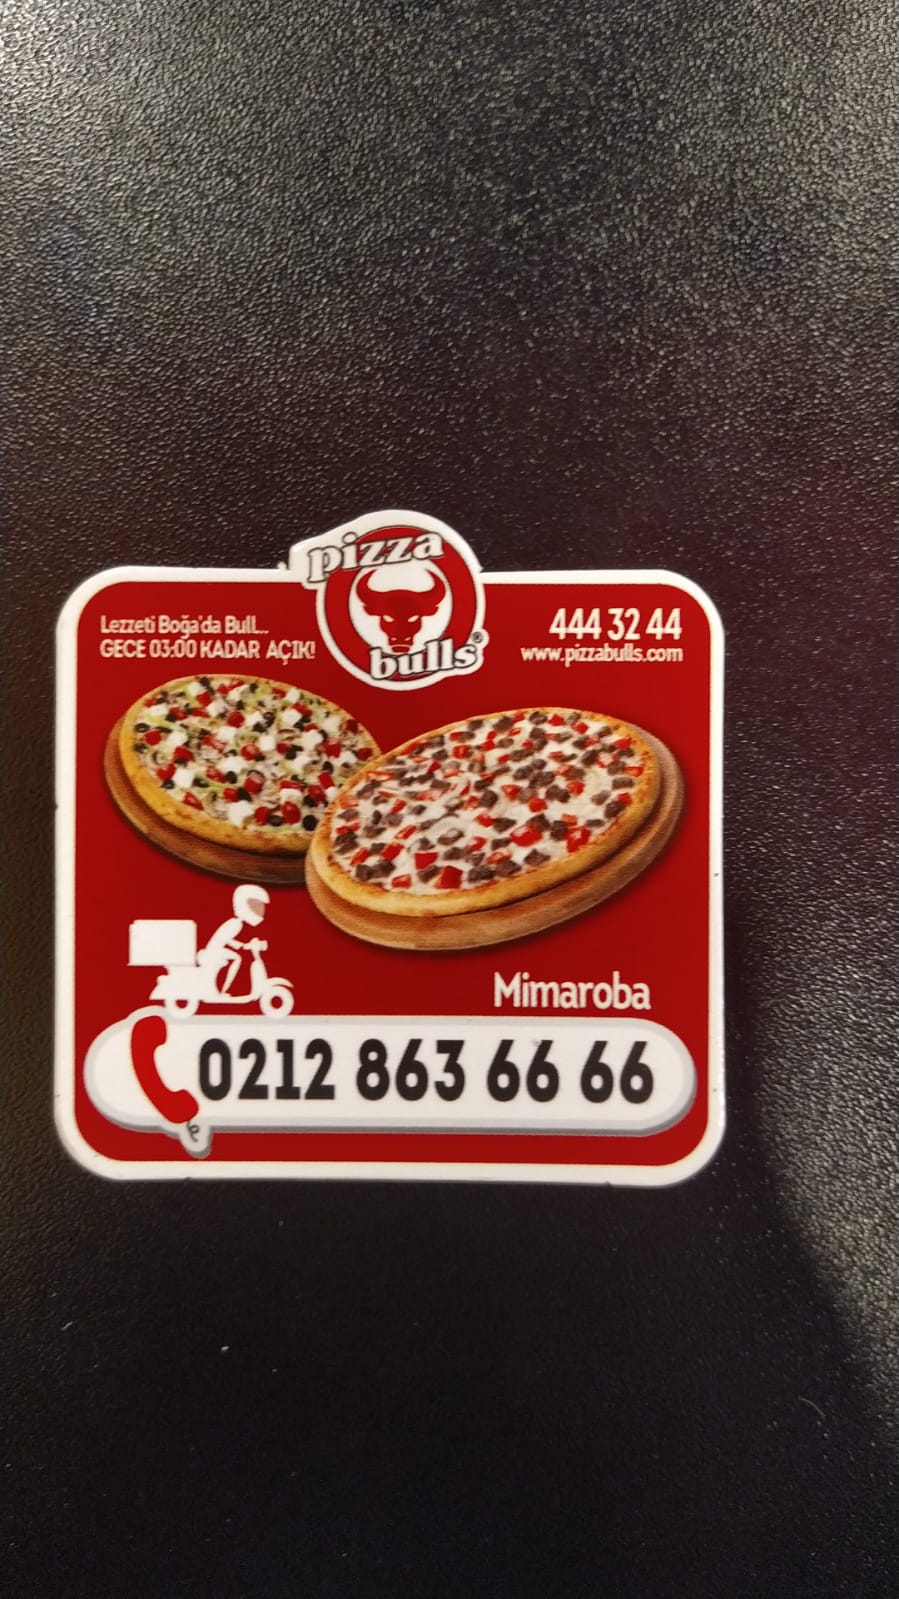 pizza
bulls®
Lezzeti Boğa'da Bull...
GECE 03:00 KADAR AÇIK!
444 32 44
www.pizzabulls.com
Mimaroba
0212 863 66 66